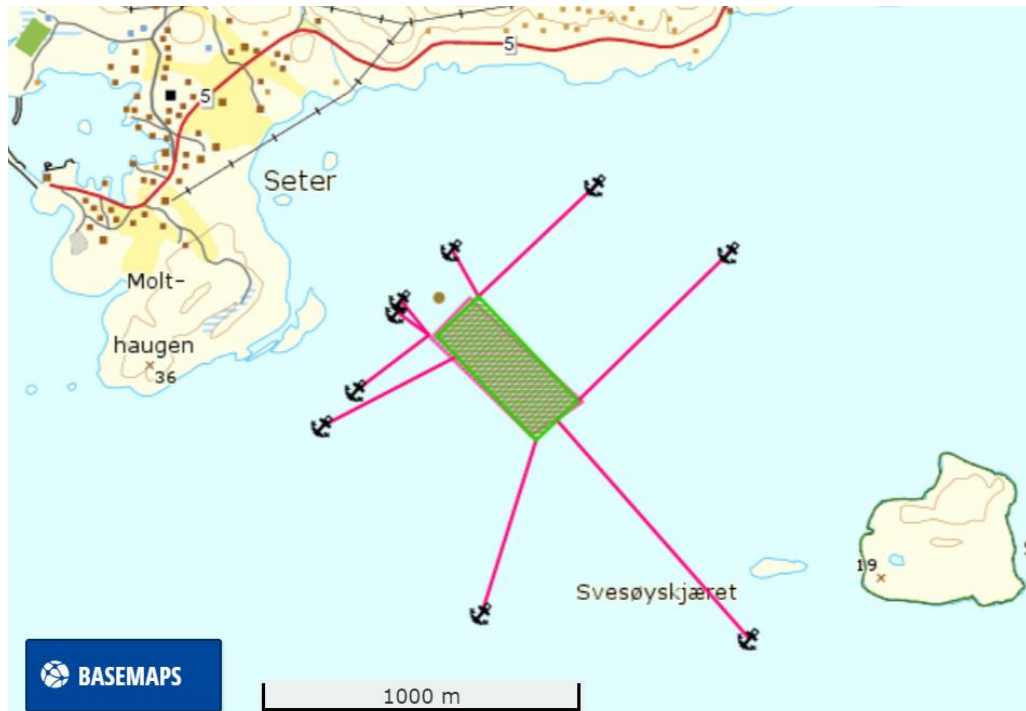 5
5
Seter
Molt-
haugen
36
19
S
Svesøyskjæret
BASEMAPS
1000 m